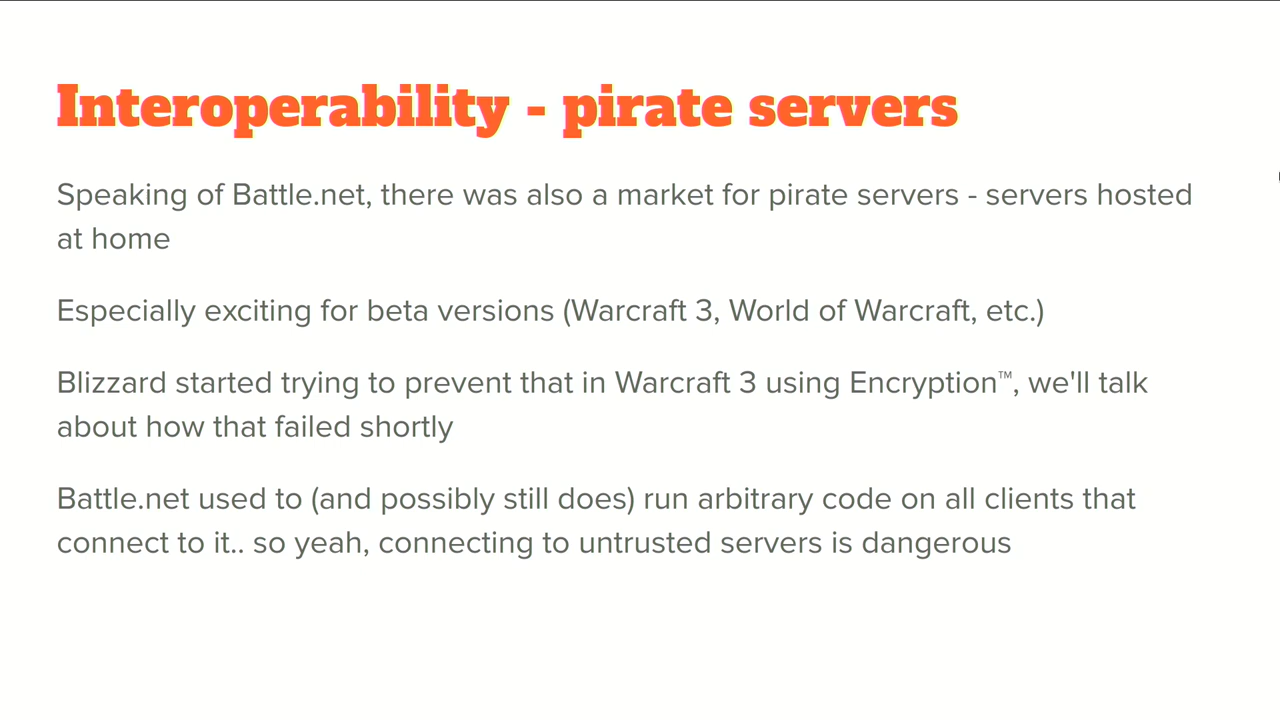 Interoperability - pirate servers
Speaking of Battle.net, there was also a market for pirate servers - servers hosted
at home
Especially exciting for beta versions (Warcraft 3, World of Warcraft, etc.)
Blizzard started trying to prevent that in Warcraft 3 using Encryption™, we'll talk
about how that failed shortly
Battle.net used to (and possibly still does) run arbitrary code on all clients that
connect to it.. so yeah, connecting to untrusted servers is dangerous